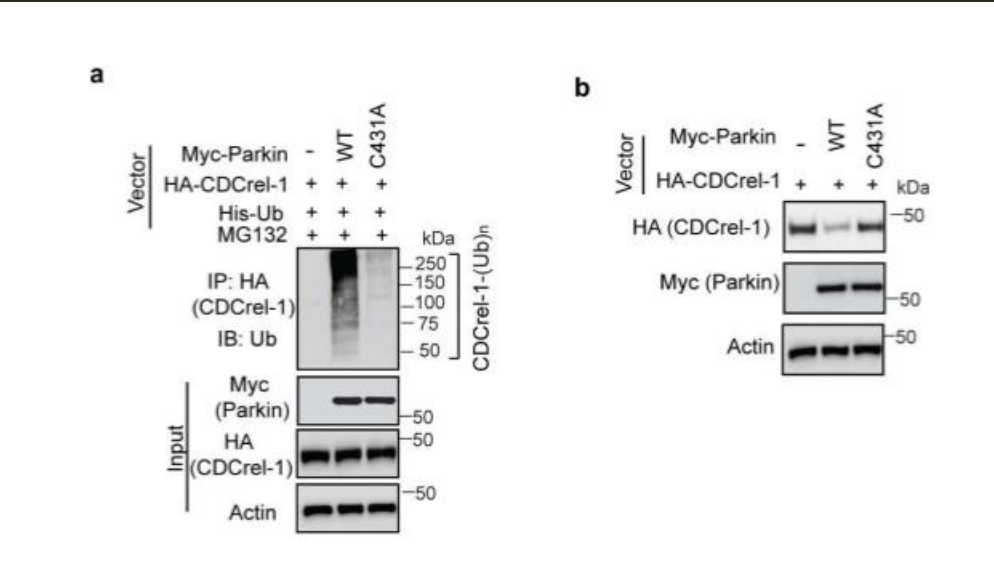 a
Vector
Myc-Parkin - WT C431A
HA-CDCrel-1 + + +
His-Ub + + +
MG132 + + +
kDa
IP: HA
(CDCrel-1)
IB: Ub
250
150
100
75
50
CDCrel-1-(Ub)n
Input
Myc
(Parkin)
50
HA
(CDCrel-1)
50
Actin
50
b
Vector
Myc-Parkin - WT C431A
HA-CDCrel-1 + + +
kDa
HA (CDCrel-1)
50
Myc (Parkin)
50
Actin
50